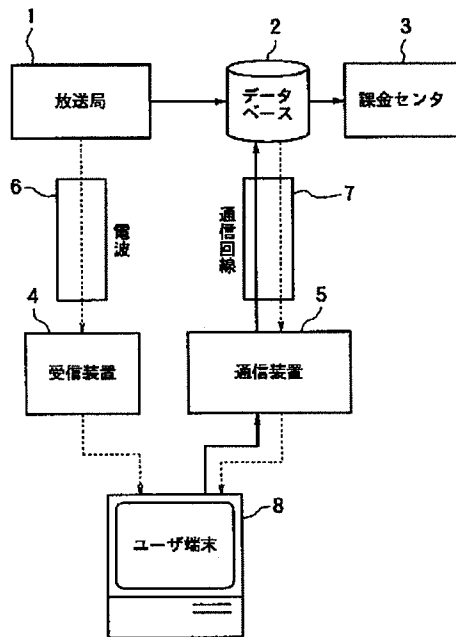 1
2
3
放送局
データ
ベース
課金センタ
6
電波
通信回線
7
4
5
受信装置
通信装置
8
ユーザ端末